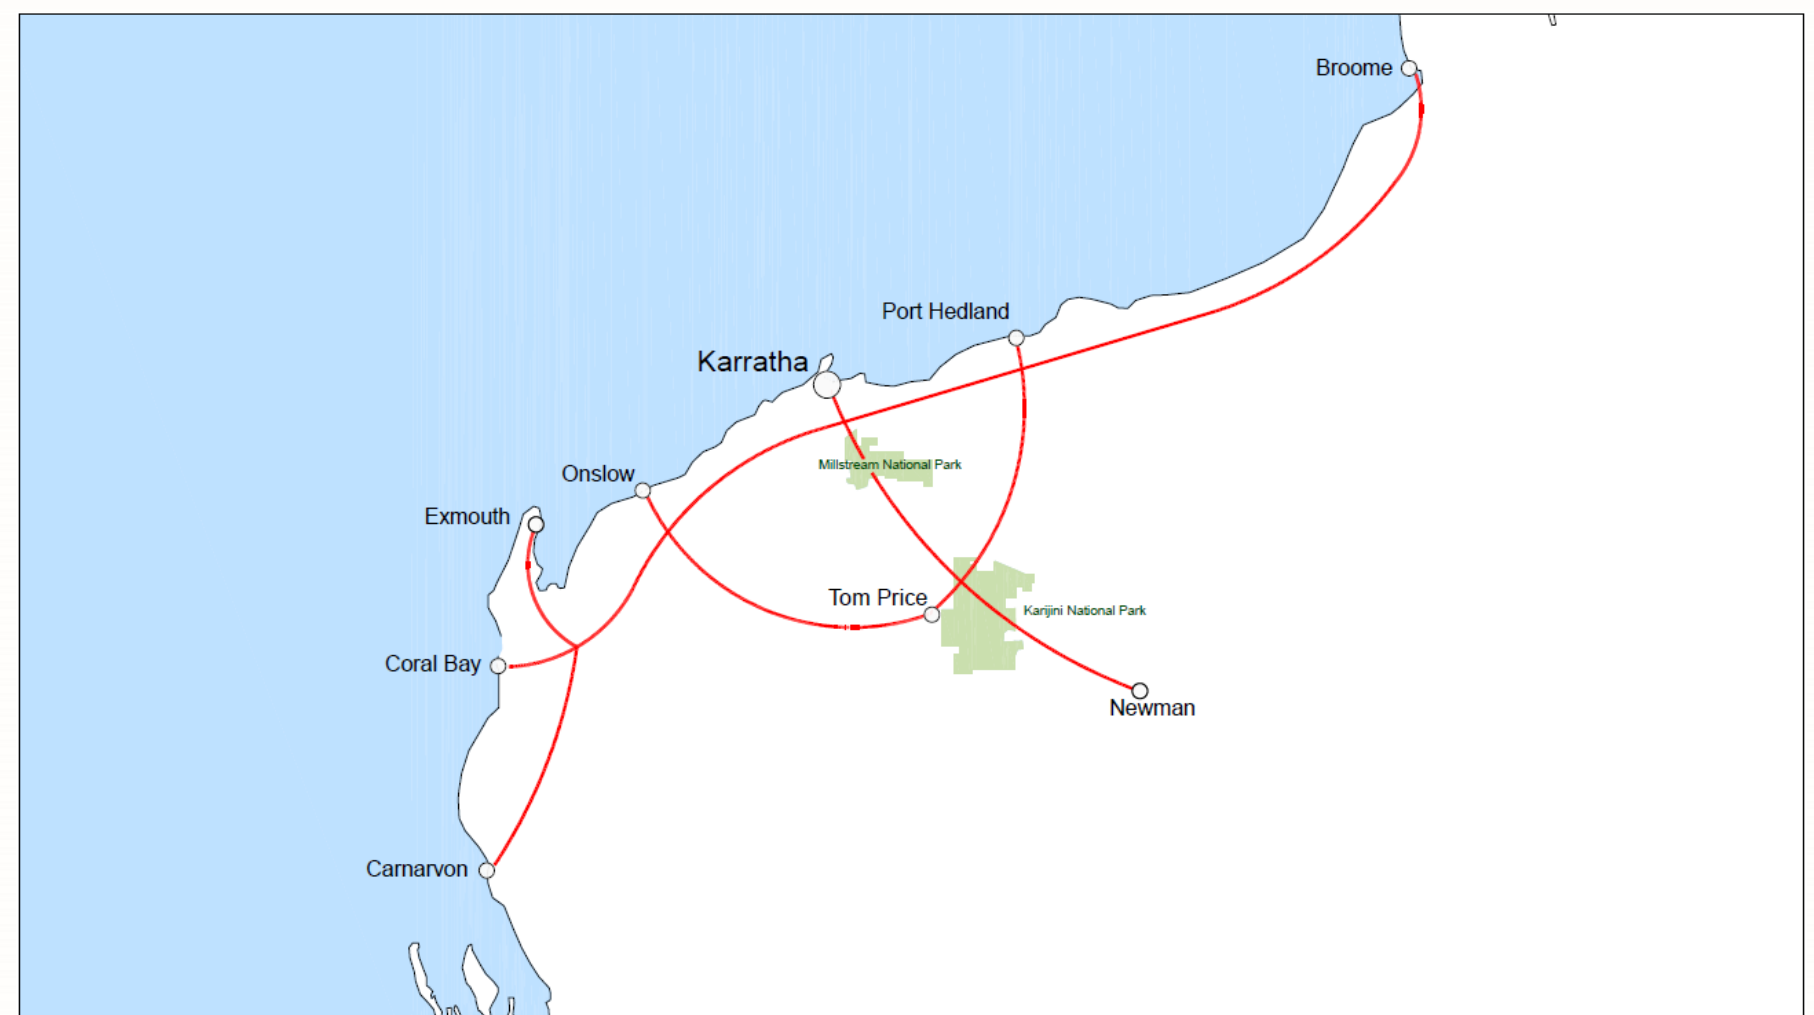 Broome
Port Hedland
Karratha
Millstream National Park
Onslow
Exmouth
Tom Price
Karijini National Park
Coral Bay
Newman
Carnarvon